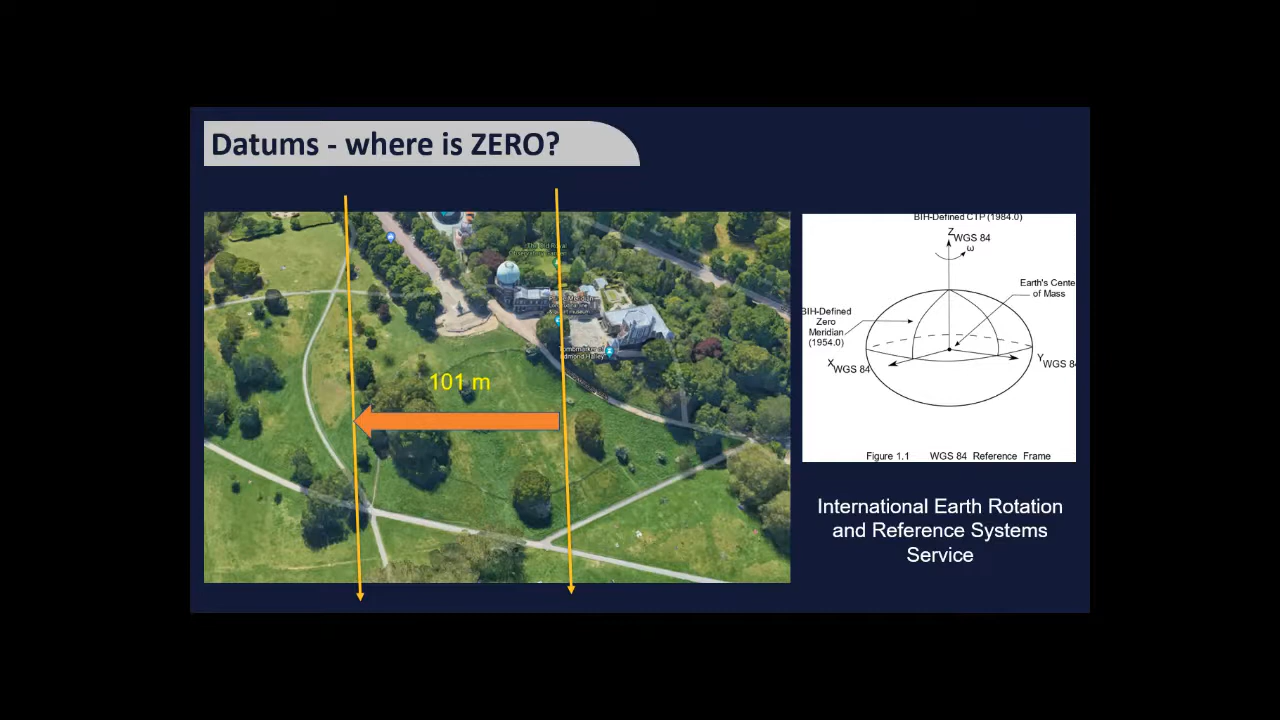 Datums - where is ZERO?
101 m
BIH-Defined CTP (1984.0)
Z WGS 84
ω
Earth's Cente
of Mass
BIH-Defined
Zero
Meridian
(1954.0)
X WGS 84
Y WGS 84
Figure 1.1 WGS 84 Reference Frame
International Earth Rotation
and Reference Systems
Service